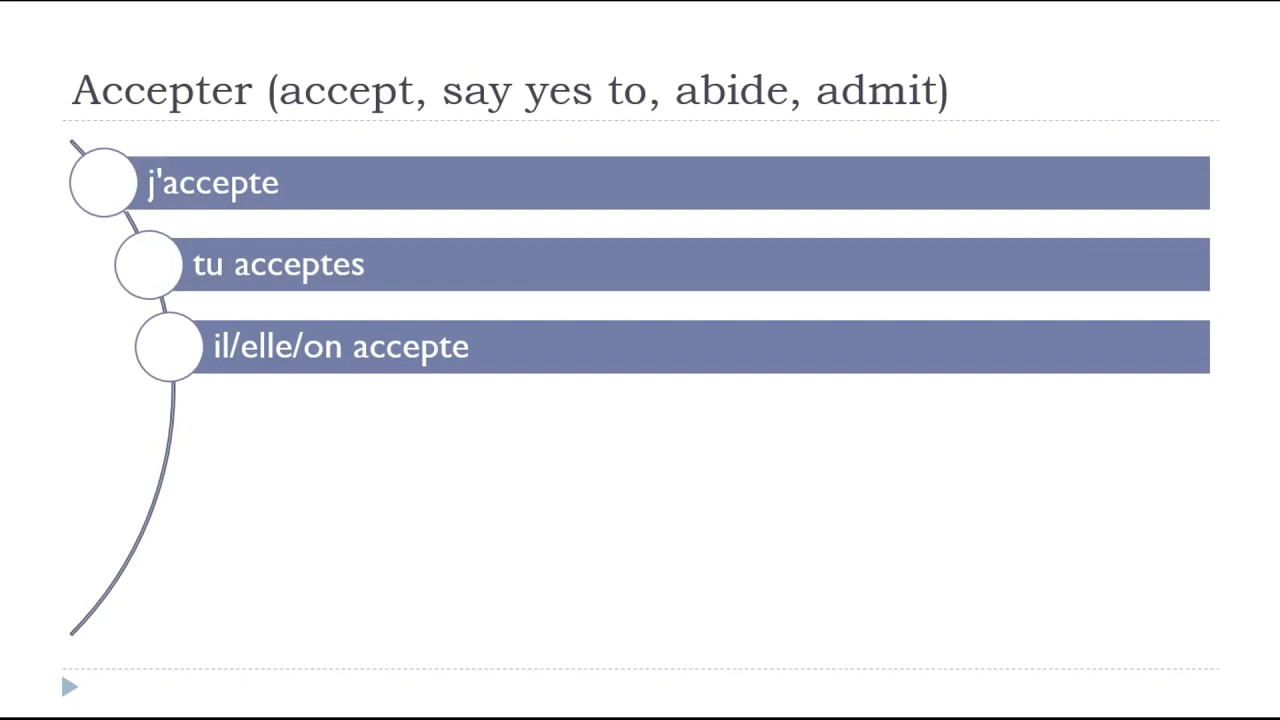 Accepter (accept, say yes to, abide, admit)
j'accepte
tu acceptes
il/elle/on accepte